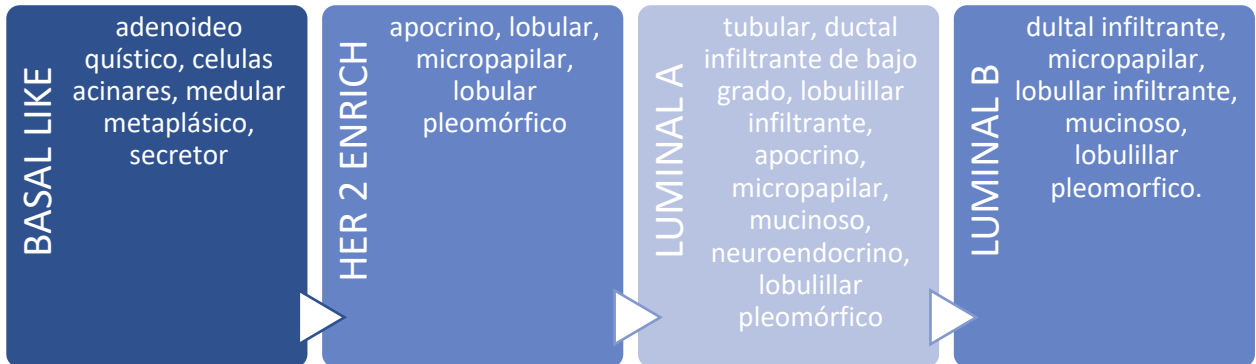 BASAL LIKE
adenoideo
quístico, celulas
acinares, medular
metaplásico,
secretor
HER 2 ENRICH
apocrino, lobular,
micropapilar,
lobular
pleomórfico
LUMINAL A
tubular, ductal
infiltrante de bajo
grado, lobulillar
infiltrante,
apocrino,
micropapilar,
mucinoso,
neuroendocrino,
lobulillar
pleomórfico
LUMINAL B
dultal infiltrante,
micropapilar,
lobullar infiltrante,
mucinoso,
lobulillar
pleomorfico.